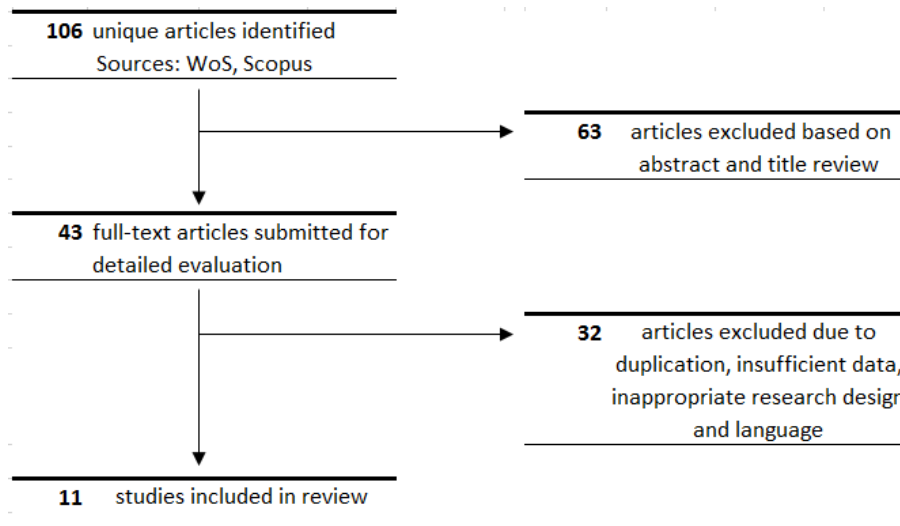 106 unique articles identified
Sources: WoS, Scopus
63 articles excluded based on
abstract and title review
43 full-text articles submitted for
detailed evaluation
32 articles excluded due to
duplication, insufficient data,
inappropriate research design
and language
11 studies included in review